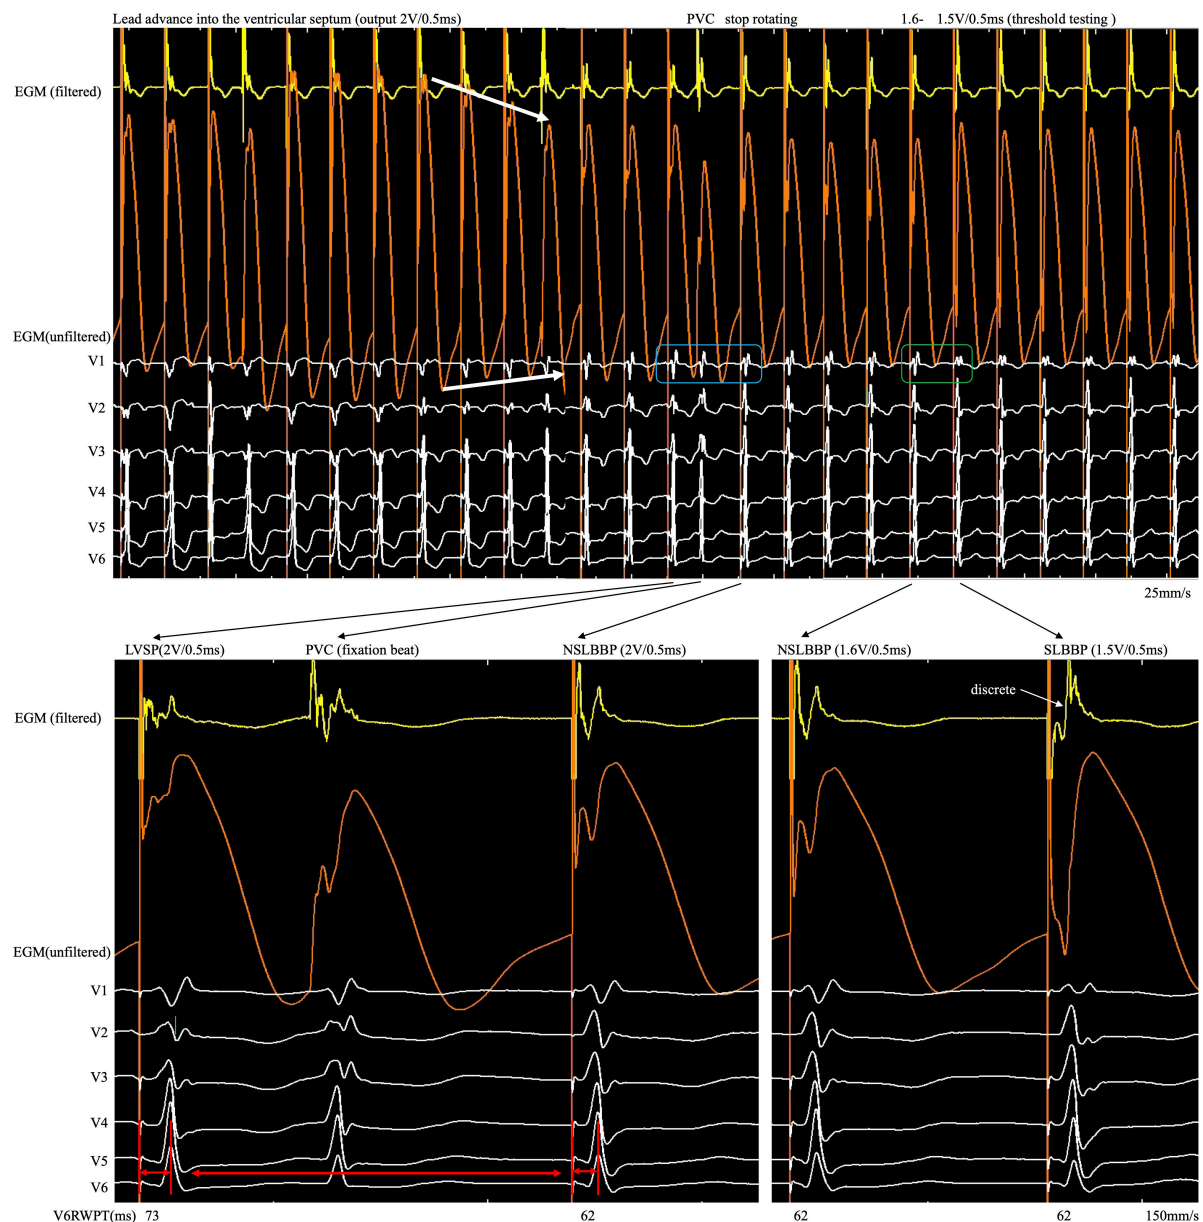 Lead advance into the ventricular septum (output 2V/0.5ms) PVC stop rotating 1.6- 1.5V/0.5ms (threshold testing )
EGM (filtered)
EGM(unfiltered)
V1
V2
V3
V4
V5
V6
25mm/s
LVSP(2V/0.5ms) PVC (fixation beat) NSLBBP (2V/0.5ms) NSLBBP (1.6V/0.5ms) SLBBP (1.5V/0.5ms)
discrete
EGM (filtered)
EGM(unfiltered)
V1
V2
V3
V4
V5
V6
V6RWPT(ms) 73 62 62 62 150mm/s